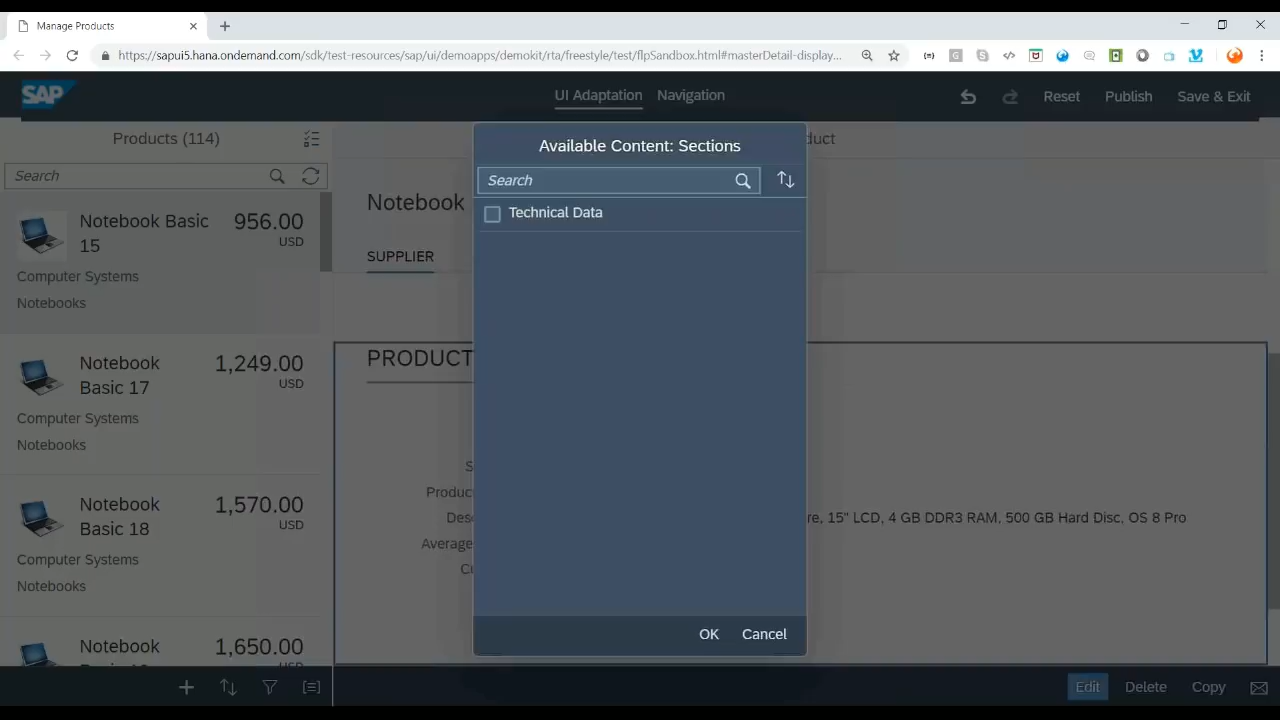 Manage Products
https://sapui5.hana.ondemand.com/sdk/test-resources/sap/ui/demoapps/demokit/rta/freestyle/test/flpSandbox.html#masterDetail-display...
SAP
UI Adaptation
Navigation
Reset
Publish
Save & Exit
Products (114)
Search
Notebook Basic 956.00
15 USD
Computer Systems
Notebooks
Notebook 1,249.00
Basic 17 USD
Computer Systems
Notebooks
Notebook 1,570.00
Basic 18 USD
Computer Systems
Notebooks
Notebook 1,650.00
Notebook
SUPPLIER
PRODUCT
Average
re, 15" LCD, 4 GB DDR3 RAM, 500 GB Hard Disc, OS 8 Pro
Available Content: Sections
Search
Technical Data
OK Cancel
Edit Delete Copy